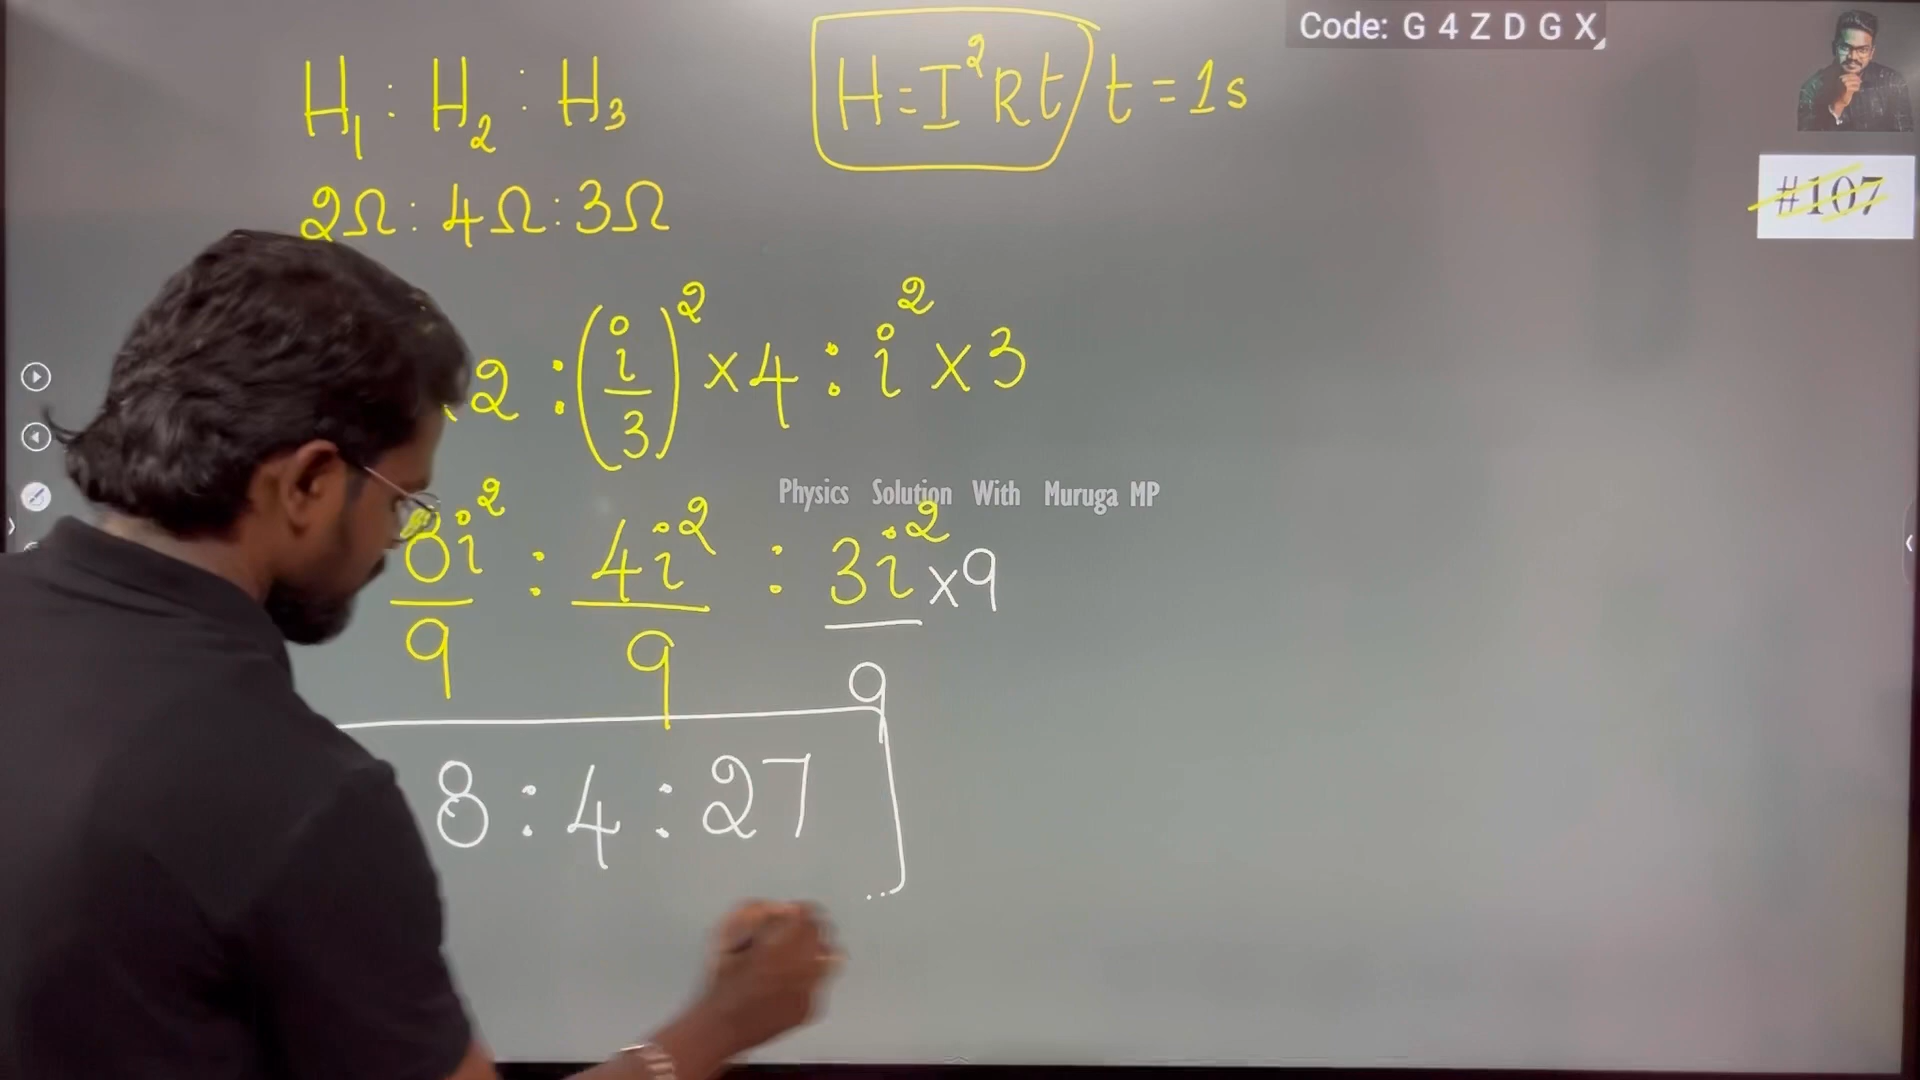 Code: G 4 Z D G X
H₁ : H₂ : H₃
H = I²Rt t = 1s
2Ω : 4Ω : 3Ω
#107
2 : (i/3)² × 4 : i² × 3
Physics Solution With Muruga MP
8i²/9 : 4i²/9 : 3i² × 9/9
8 : 4 : 27